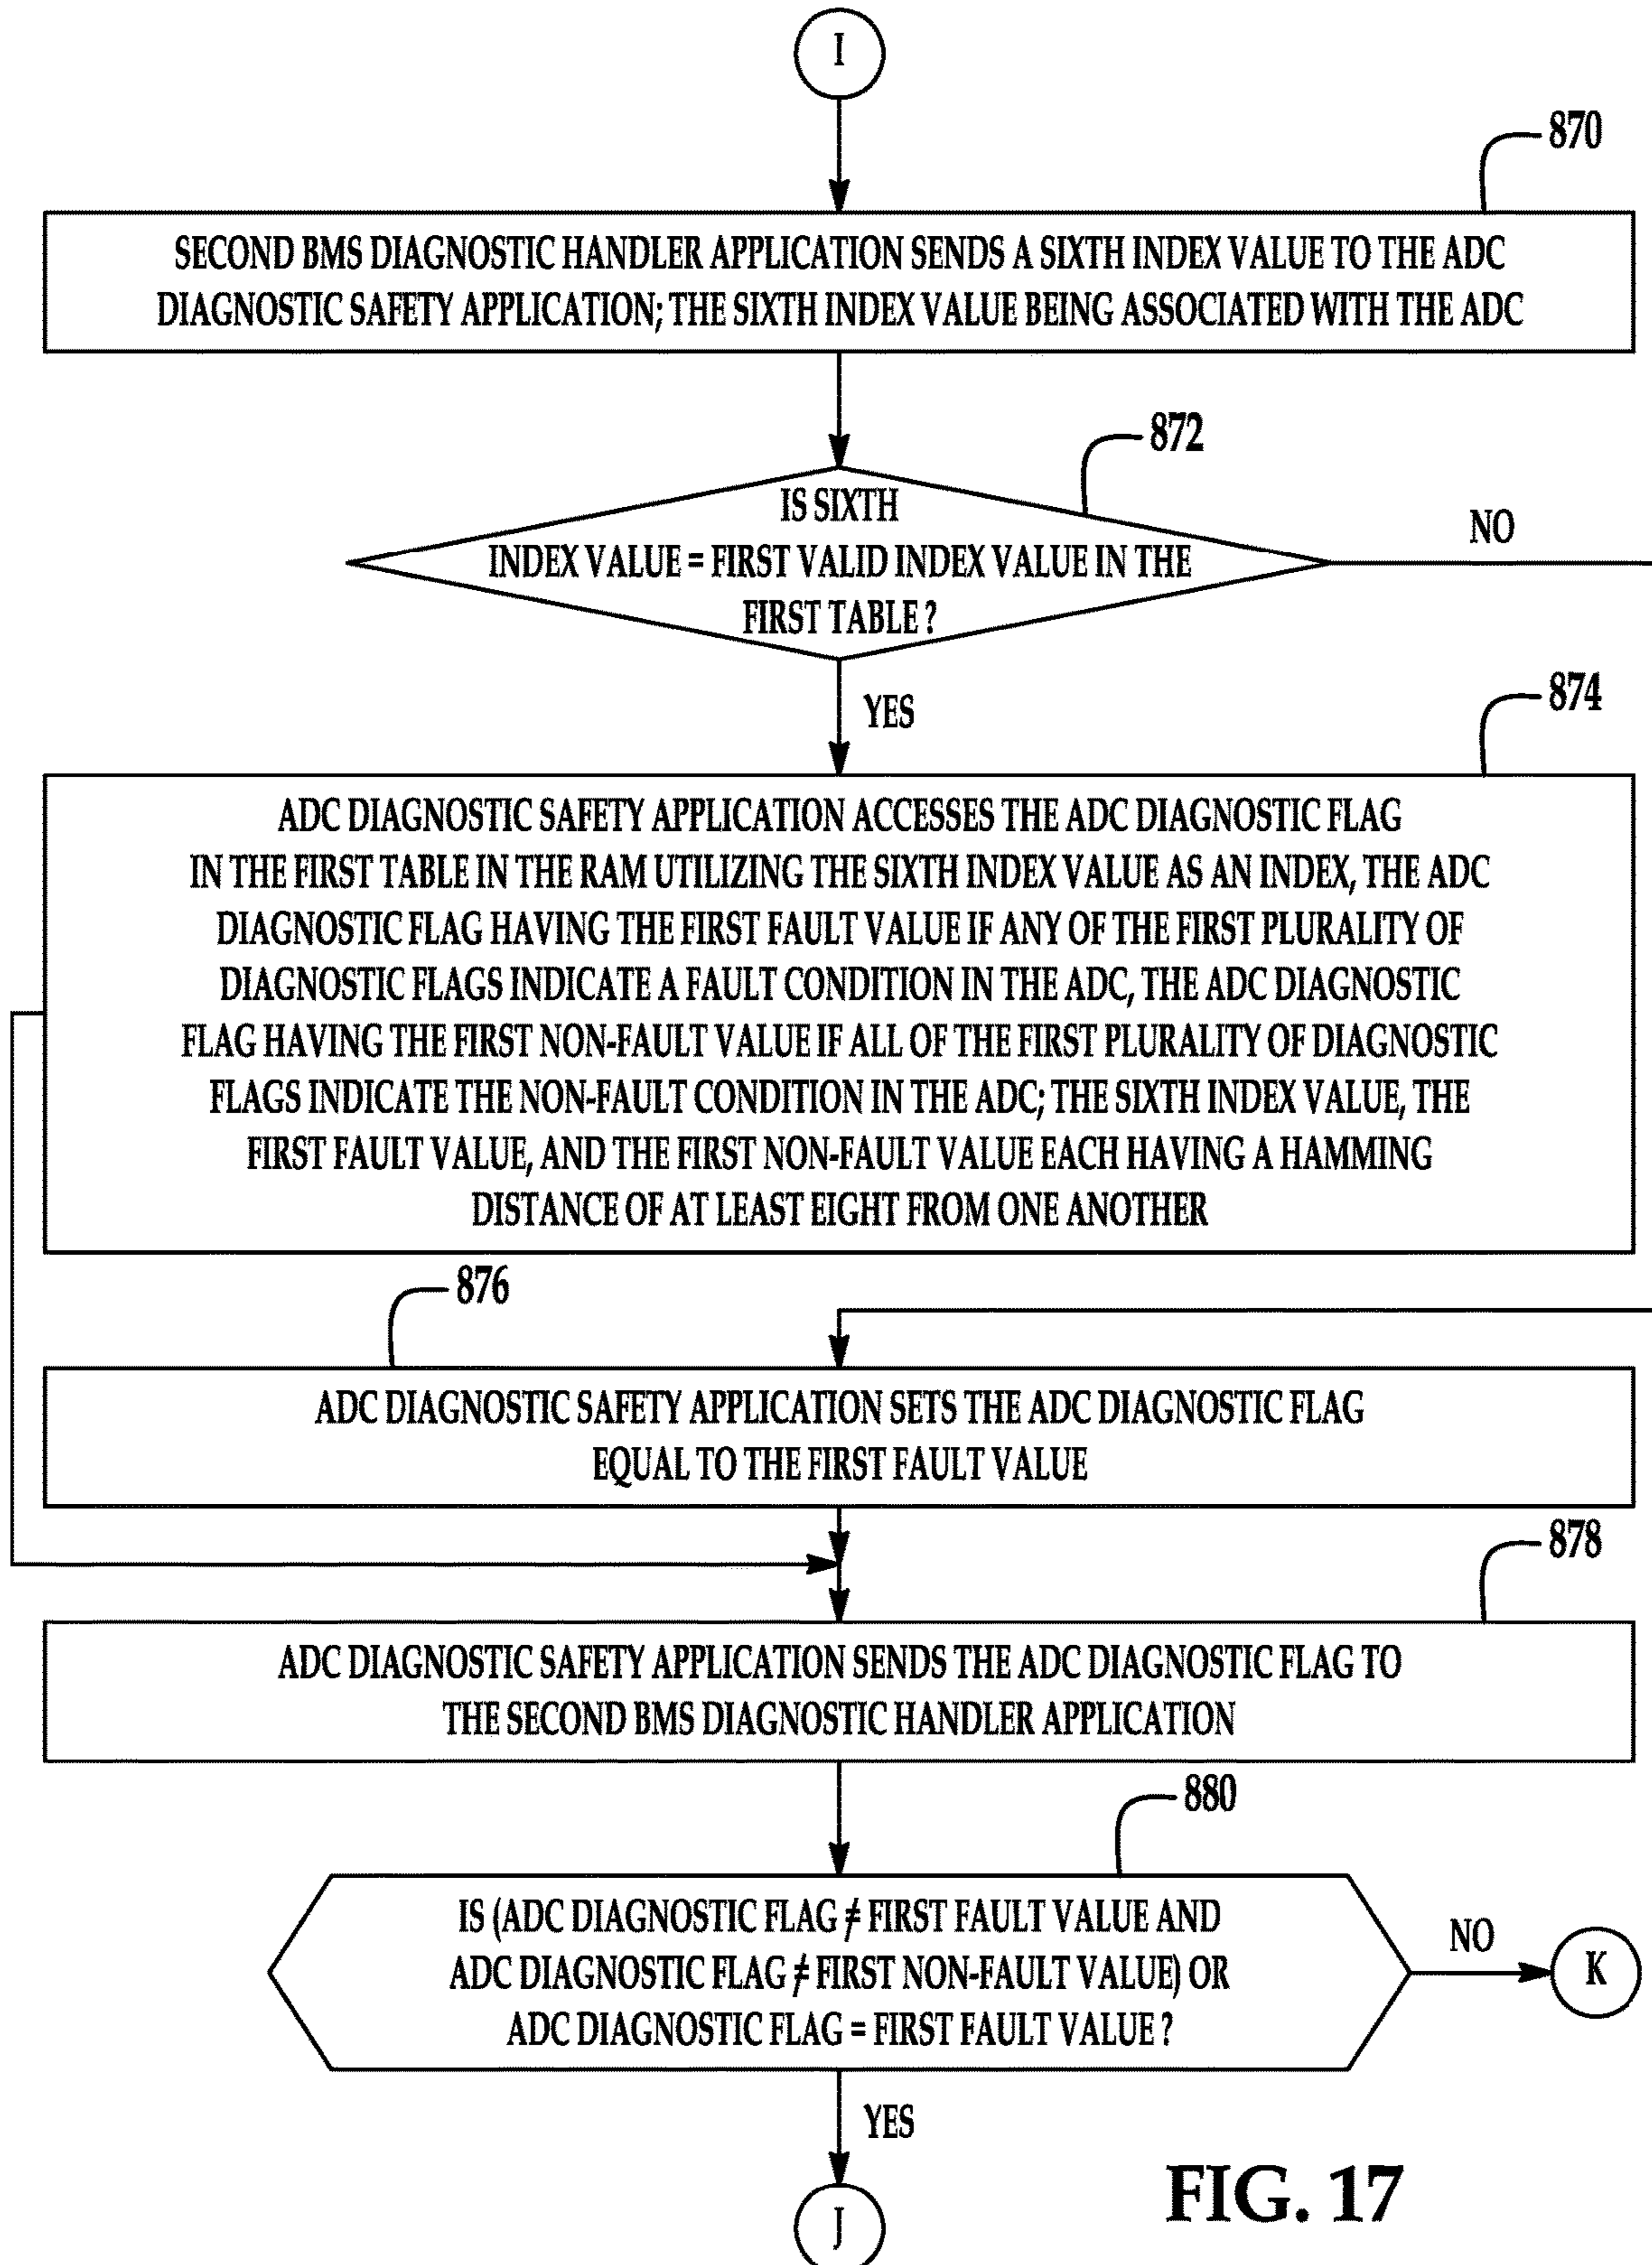 I
870
SECOND BMS DIAGNOSTIC HANDLER APPLICATION SENDS A SIXTH INDEX VALUE TO THE ADC
DIAGNOSTIC SAFETY APPLICATION; THE SIXTH INDEX VALUE BEING ASSOCIATED WITH THE ADC
872
IS SIXTH
INDEX VALUE = FIRST VALID INDEX VALUE IN THE
FIRST TABLE ?
NO
YES
874
ADC DIAGNOSTIC SAFETY APPLICATION ACCESSES THE ADC DIAGNOSTIC FLAG
IN THE FIRST TABLE IN THE RAM UTILIZING THE SIXTH INDEX VALUE AS AN INDEX, THE ADC
DIAGNOSTIC FLAG HAVING THE FIRST FAULT VALUE IF ANY OF THE FIRST PLURALITY OF
DIAGNOSTIC FLAGS INDICATE A FAULT CONDITION IN THE ADC, THE ADC DIAGNOSTIC
FLAG HAVING THE FIRST NON-FAULT VALUE IF ALL OF THE FIRST PLURALITY OF DIAGNOSTIC
FLAGS INDICATE THE NON-FAULT CONDITION IN THE ADC; THE SIXTH INDEX VALUE, THE
FIRST FAULT VALUE, AND THE FIRST NON-FAULT VALUE EACH HAVING A HAMMING
DISTANCE OF AT LEAST EIGHT FROM ONE ANOTHER
876
ADC DIAGNOSTIC SAFETY APPLICATION SETS THE ADC DIAGNOSTIC FLAG
EQUAL TO THE FIRST FAULT VALUE
878
ADC DIAGNOSTIC SAFETY APPLICATION SENDS THE ADC DIAGNOSTIC FLAG TO
THE SECOND BMS DIAGNOSTIC HANDLER APPLICATION
880
IS (ADC DIAGNOSTIC FLAG ≠ FIRST FAULT VALUE AND
ADC DIAGNOSTIC FLAG ≠ FIRST NON-FAULT VALUE) OR
ADC DIAGNOSTIC FLAG = FIRST FAULT VALUE ?
NO
K
YES
J
FIG. 17